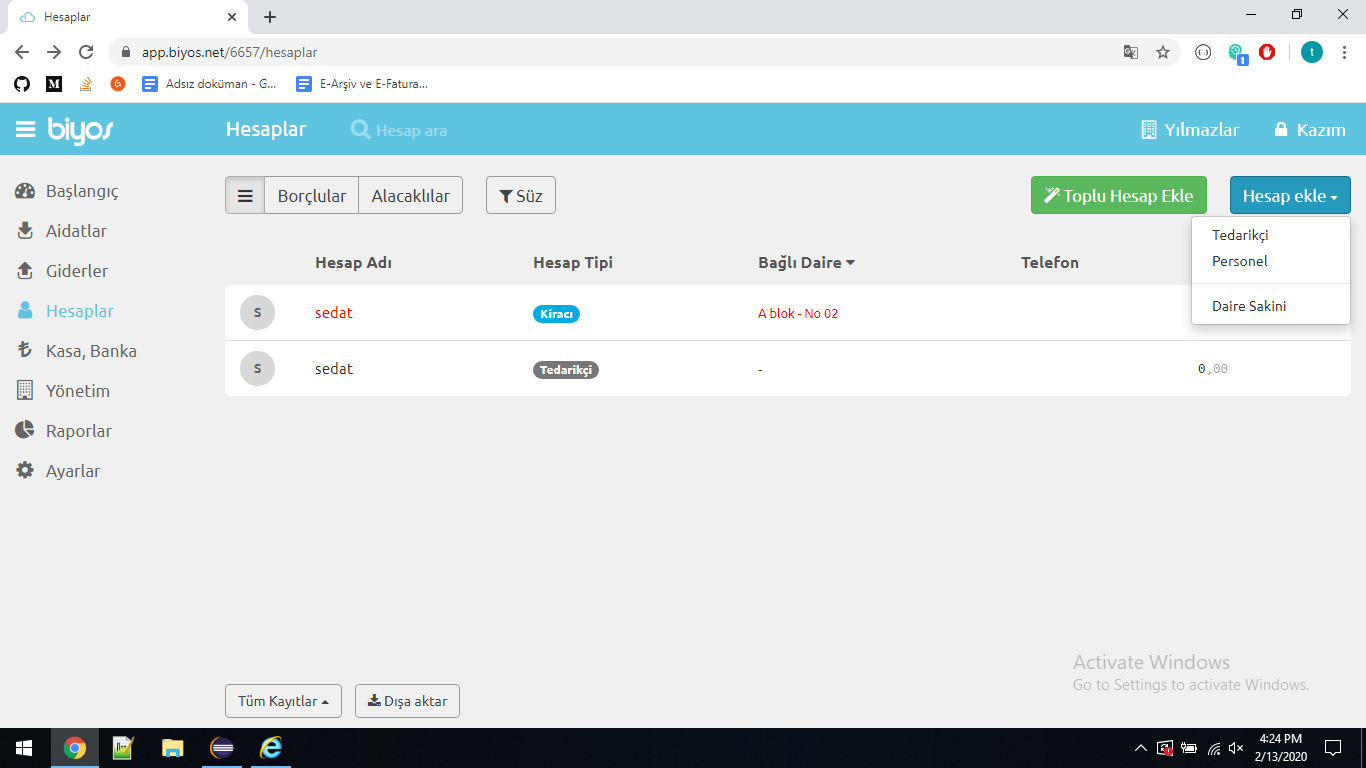 Hesaplar
app.biyos.net/6657/hesaplar
t
1
M
Adsız doküman - G...
E-Arşiv ve E-Fatura...
biyos
Hesaplar
Hesap ara
Yılmazlar
Kazım
Başlangıç
Aidatlar
Giderler
Hesaplar
Kasa, Banka
Yönetim
Raporlar
Ayarlar
Borçlular
Alacaklılar
Süz
Toplu Hesap Ekle
Hesap ekle
Tedarikçi
Personel
Daire Sakini
Hesap Adı
Hesap Tipi
Bağlı Daire
Telefon
S
sedat
Kiracı
A blok - No 02
S
sedat
Tedarikçi
-
0,00
Tüm Kayıtlar
Dışa aktar
Activate Windows
Go to Settings to activate Windows.
4:24 PM
2/13/2020